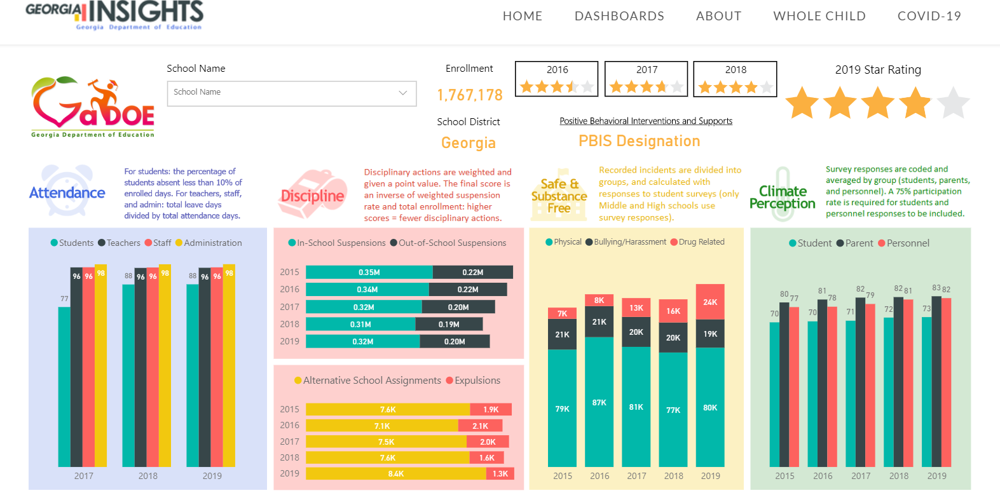 GEORGIA INSIGHTS
Georgia Department of Education
HOME
DASHBOARDS
ABOUT
WHOLE CHILD
COVID-19
GaDOE
Georgia Department of Education
School Name
School Name
Enrollment
1,767,178
School District
Georgia
2016
2017
2018
Positive Behavioral Interventions and Supports
PBIS Designation
2019 Star Rating
Attendance
For students: the percentage of
students absent less than 10% of
enrolled days. For teachers, staff,
and admin: total leave days
divided by total attendance days.
Students Teachers Staff Administration
77 96 96 98
88 96 96 98
88 96 96 98
2017 2018 2019
Discipline
Disciplinary actions are weighted and
given a point value. The final score is
an inverse of weighted suspension
rate and total enrollment: higher
scores = fewer disciplinary actions.
In-School Suspensions Out-of-School Suspensions
2015 0.35M 0.22M
2016 0.34M 0.22M
2017 0.32M 0.20M
2018 0.31M 0.19M
2019 0.32M 0.20M
Alternative School Assignments Expulsions
2015 7.6K 1.9K
2016 7.1K 2.1K
2017 7.5K 2.0K
2018 7.6K 1.6K
2019 8.4K 1.3K
Safe &
Substance
Free
Recorded incidents are divided into
groups, and calculated with
responses to student surveys (only
Middle and High schools use
survey responses).
Physical Bullying/Harassment Drug Related
7K 8K 13K 16K 24K
21K 21K 20K 20K 19K
79K 87K 81K 77K 80K
2015 2016 2017 2018 2019
Climate
Perception
Survey responses are coded and
averaged by group (students, parents,
and personnel). A 75% participation
rate is required for students and
personnel responses to be included.
Student Parent Personnel
70 80 77
70 81 78
71 82 79
72 82 81
73 83 82
2015 2016 2017 2018 2019